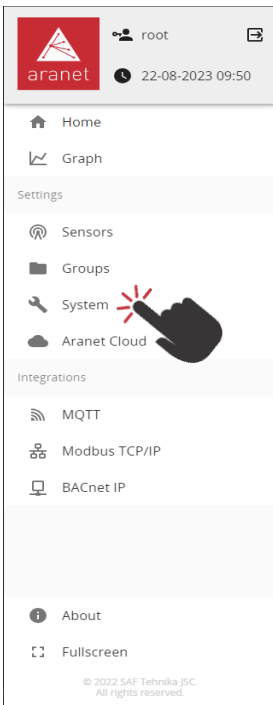 aranet
root
22-08-2023 09:50
Home
Graph
Settings
Sensors
Groups
System
Aranet Cloud
Integrations
MQTT
Modbus TCP/IP
BACnet IP
About
Fullscreen
© 2022 SAF Tehnika JSC.
All rights reserved.